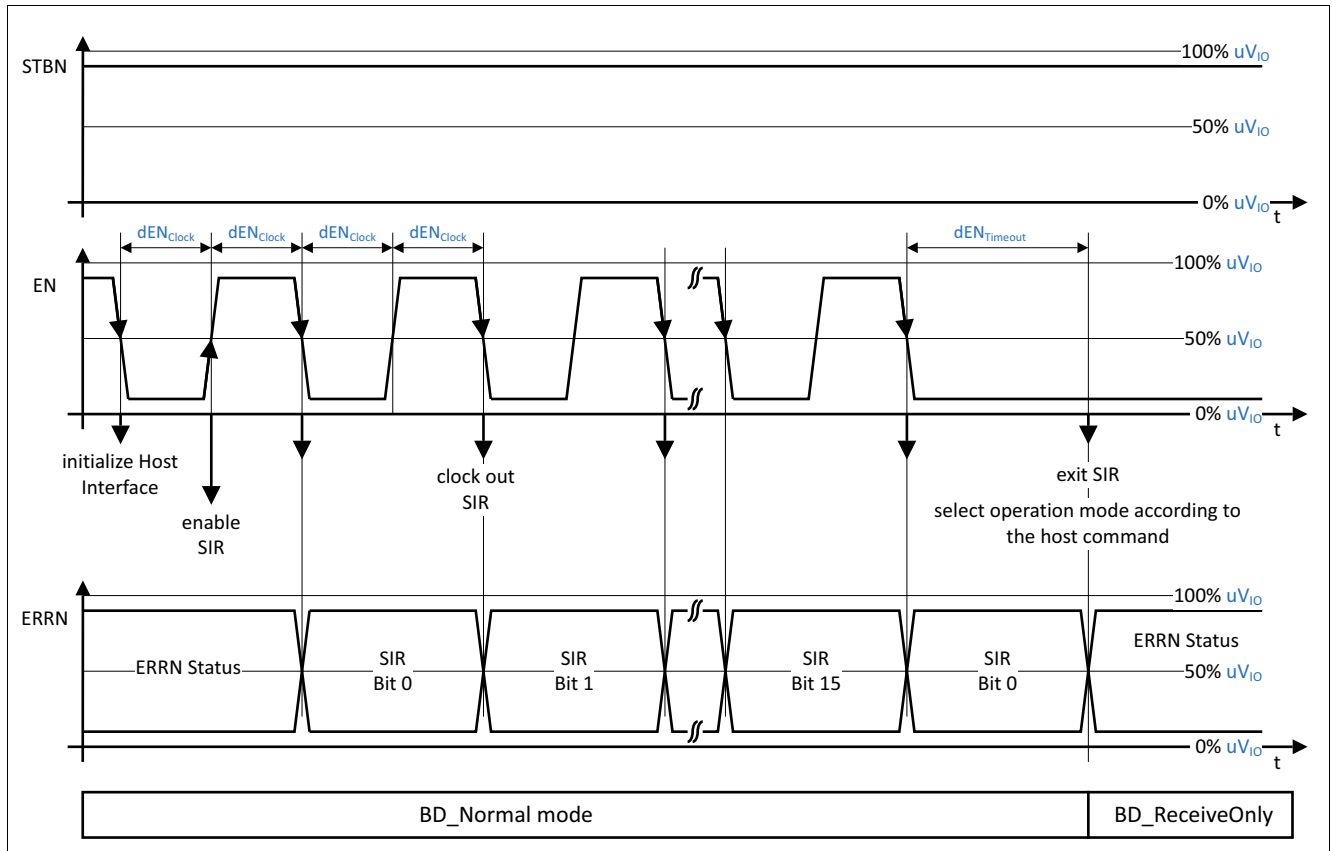 STBN
100% uVIO
50% uVIO
0% uVIO
t
dENClock dENClock dENClock dENClock dENTimeout
EN
100% uVIO
50% uVIO
0% uVIO
t
initialize Host
Interface
enable
SIR
clock out
SIR
exit SIR
select operation mode according to
the host command
ERRN
100% uVIO
ERRN Status
SIR
Bit 0
SIR
Bit 1
SIR
Bit 15
SIR
Bit 0
ERRN Status
50% uVIO
0% uVIO
t
BD_Normal mode
BD_ReceiveOnly